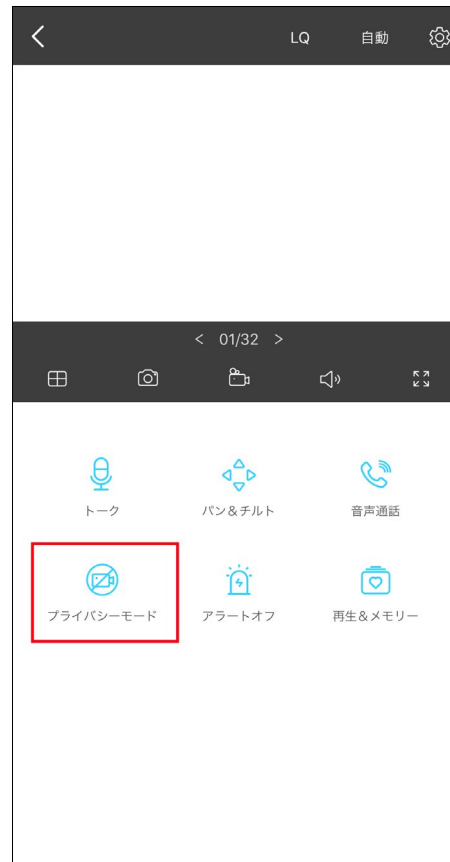 LQ 自動
< 01/32 >
トーク パン&チルト 音声通話
プライバシーモード アラートオフ 再生&メモリー